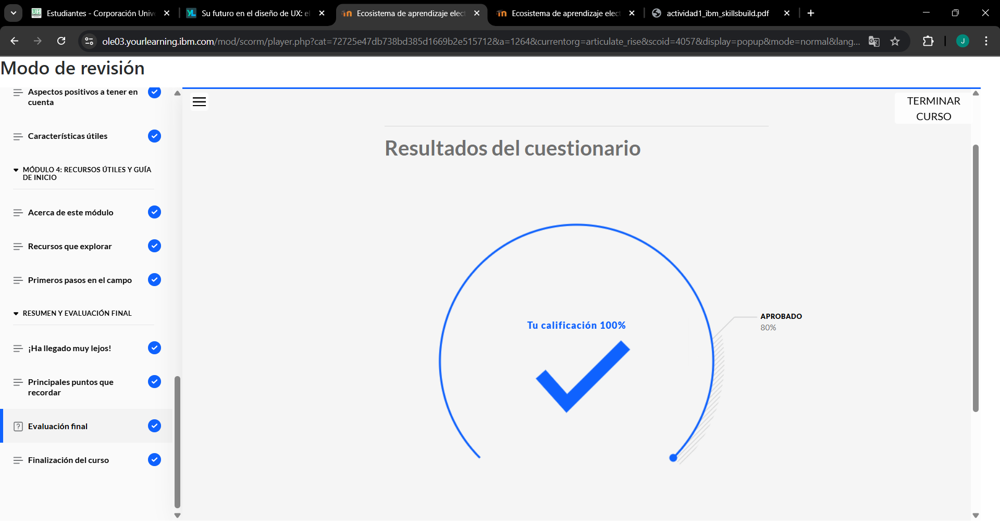 Estudiantes - Corporación Unive
Su futuro en el diseño de UX: el
Ecosistema de aprendizaje elect
Ecosistema de aprendizaje elect
actividad1_ibm_skillsbuild.pdf
ole03.yourlearning.ibm.com/mod/scorm/player.php?cat=72725e47db738bd385d1669b2e515712&a=1264&currentorg=articulate_rise&scoid=4057&display=popup&mode=normal&lang...
J
Modo de revisión
Aspectos positivos a tener en
cuenta
Características útiles
MÓDULO 4: RECURSOS ÚTILES Y GUÍA
DE INICIO
Acerca de este módulo
Recursos que explorar
Primeros pasos en el campo
RESUMEN Y EVALUACIÓN FINAL
¡Ha llegado muy lejos!
Principales puntos que
recordar
Evaluación final
Finalización del curso
TERMINAR
CURSO
Resultados del cuestionario
Tu calificación 100%
APROBADO
80%